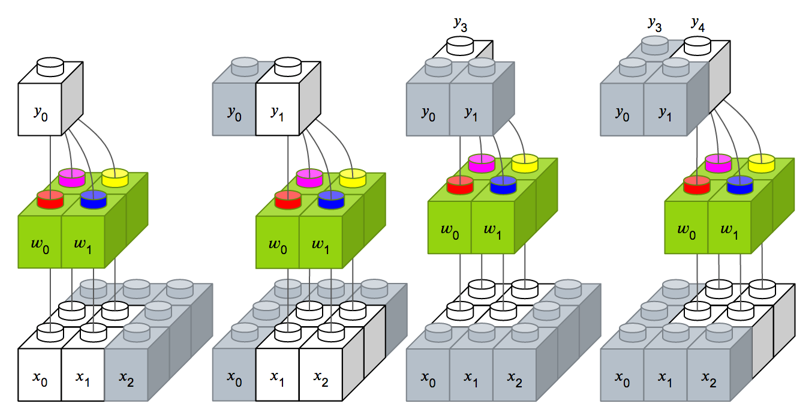 y₃
y₃ y₄
y₀
y₀ y₁
y₀ y₁
y₀ y₁
w₀ w₁
w₀ w₁
w₀ w₁
w₀ w₁
x₀ x₁ x₂
x₀ x₁ x₂
x₀ x₁ x₂
x₀ x₁ x₂